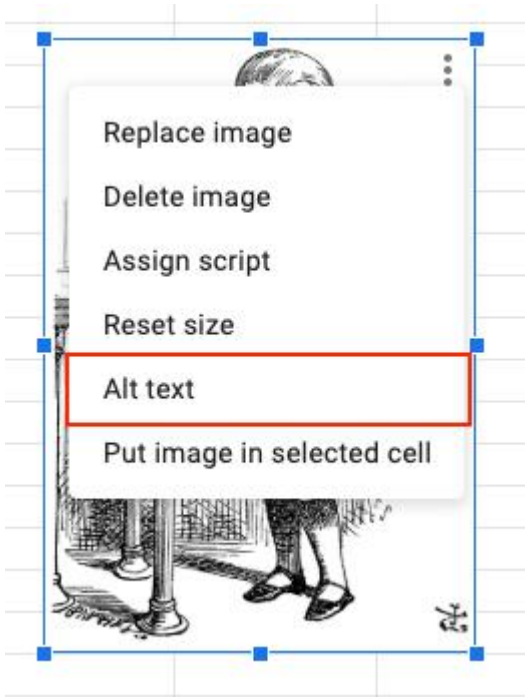 Replace image
Delete image
Assign script
Reset size
Alt text
Put image in selected cell